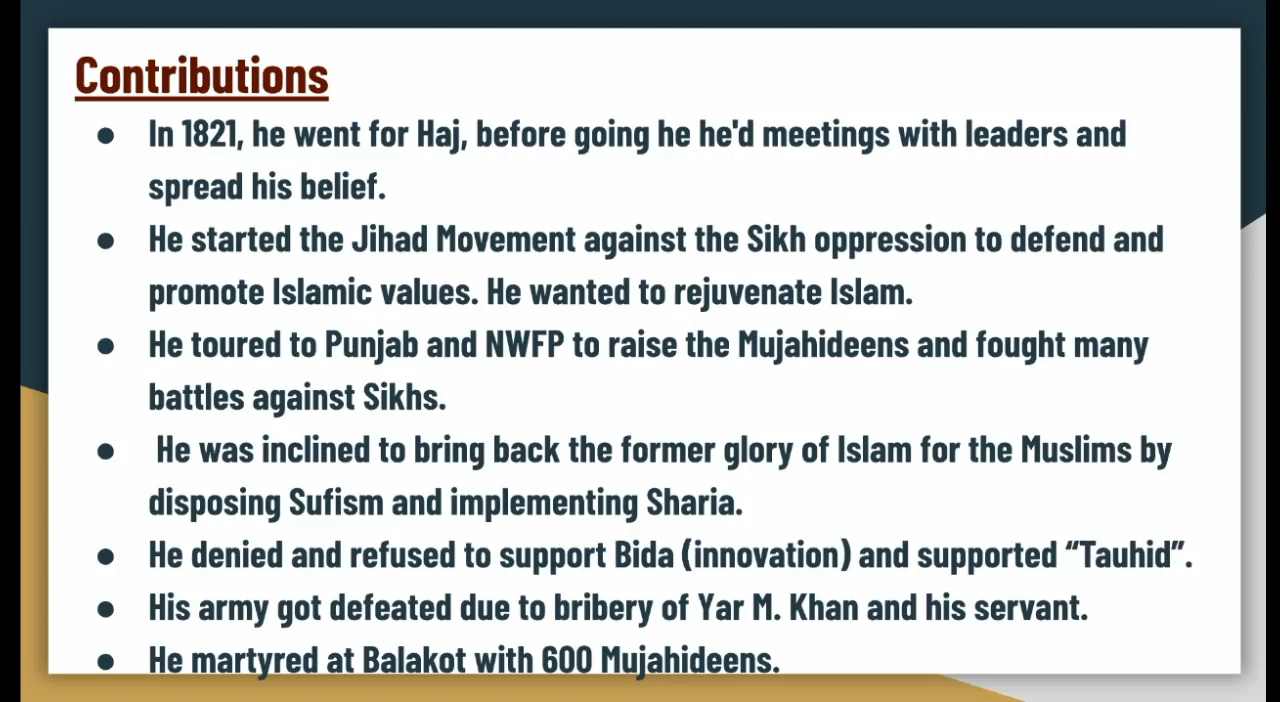 Contributions
● In 1821, he went for Haj, before going he he'd meetings with leaders and
spread his belief.
● He started the Jihad Movement against the Sikh oppression to defend and
promote Islamic values. He wanted to rejuvenate Islam.
● He toured to Punjab and NWFP to raise the Mujahideens and fought many
battles against Sikhs.
● He was inclined to bring back the former glory of Islam for the Muslims by
disposing Sufism and implementing Sharia.
● He denied and refused to support Bida (innovation) and supported “Tauhid”.
● His army got defeated due to bribery of Yar M. Khan and his servant.
● He martyred at Balakot with 600 Mujahideens.